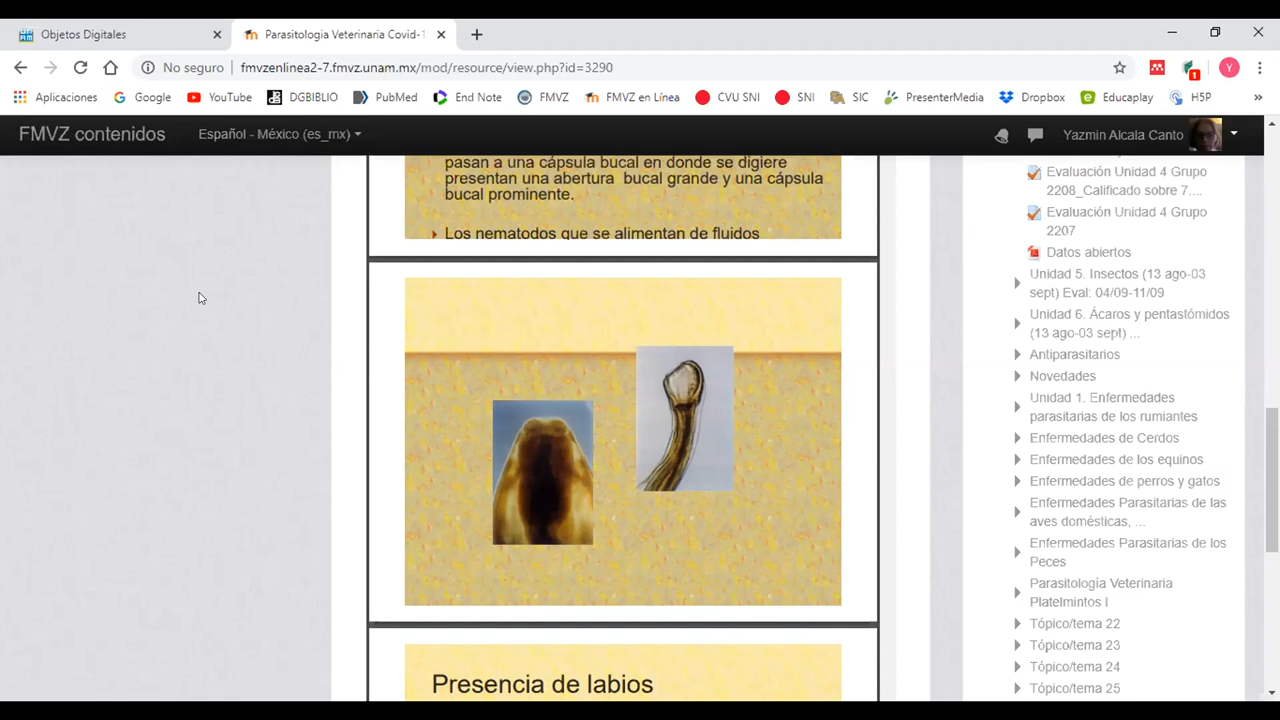 Objetos Digitales
Parasitología Veterinaria Covid-1
No seguro
fmvzenlinea2-7.fmvz.unam.mx/mod/resource/view.php?id=3290
1
Y
Aplicaciones
Google
YouTube
DGBIBLIO
PubMed
End Note
FMVZ
FMVZ en Línea
CVU SNI
SNI
SIC
PresenterMedia
Dropbox
Educaplay
H5P
»
FMVZ contenidos
Español - México (es_mx)
Yazmin Alcala Canto
pasan a una cápsula bucal en donde se digiere
presentan una abertura bucal grande y una cápsula
bucal prominente.
Los nematodos que se alimentan de fluidos
Presencia de labios
Evaluación Unidad 4 Grupo
2208_Calificado sobre 7....
Evaluación Unidad 4 Grupo
2207
Datos abiertos
Unidad 5. Insectos (13 ago-03
sept) Eval: 04/09-11/09
Unidad 6. Ácaros y pentastómidos
(13 ago-03 sept) ...
Antiparasitarios
Novedades
Unidad 1. Enfermedades
parasitarias de los rumiantes
Enfermedades de Cerdos
Enfermedades de los equinos
Enfermedades de perros y gatos
Enfermedades Parasitarias de las
aves domésticas, ...
Enfermedades Parasitarias de los
Peces
Parasitología Veterinaria
Platelmintos I
Tópico/tema 22
Tópico/tema 23
Tópico/tema 24
Tópico/tema 25